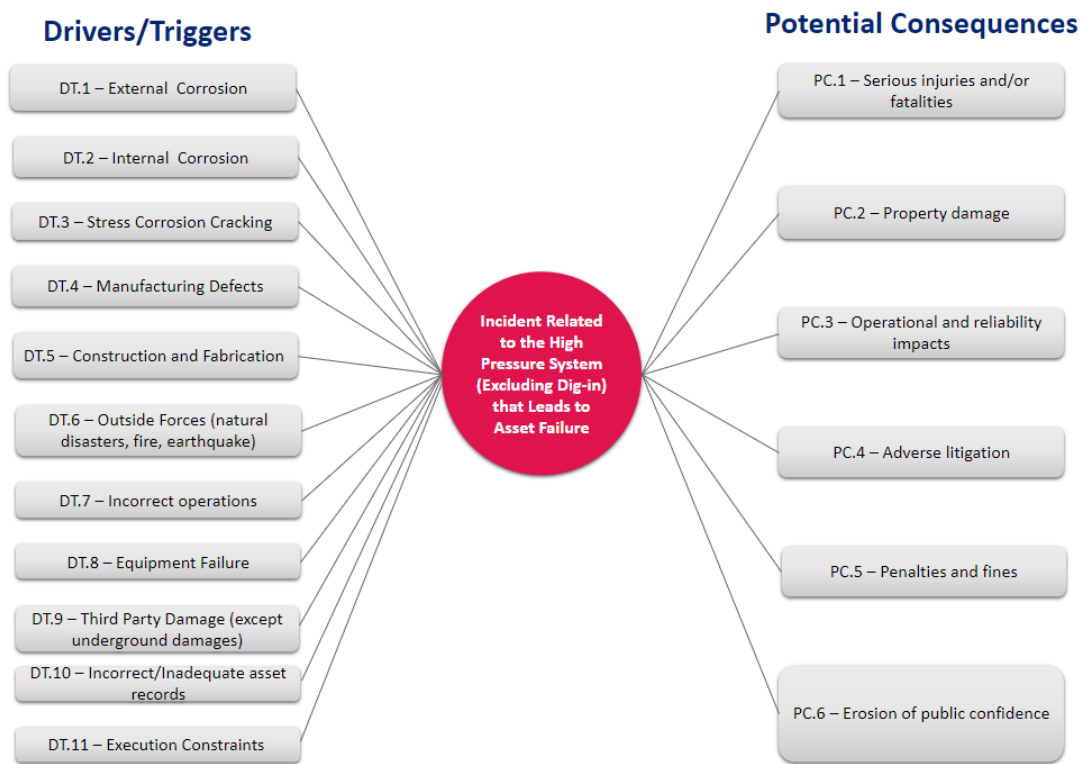 Drivers/Triggers
DT.1 – External  Corrosion
DT.2 – Internal  Corrosion
DT.3 – Stress Corrosion Cracking
DT.4 – Manufacturing Defects
DT.5 – Construction and Fabrication
DT.6 – Outside Forces (natural
disasters, fire, earthquake)
DT.7 – Incorrect operations
DT.8 – Equipment Failure
DT.9 – Third Party Damage (except
underground damages)
DT.10 – Incorrect/Inadequate asset
records
DT.11 – Execution Constraints
Incident Related
to the High
Pressure System
(Excluding Dig-in)
that Leads to
Asset Failure
Potential Consequences
PC.1 – Serious injuries and/or
fatalities
PC.2 – Property damage
PC.3 – Operational and reliability
impacts
PC.4 – Adverse litigation
PC.5 – Penalties and fines
PC.6 – Erosion of public confidence